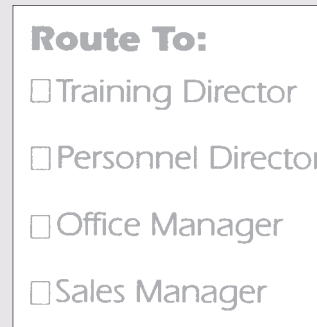 Route To:
☐ Training Director
☐ Personnel Director
☐ Office Manager
☐ Sales Manager